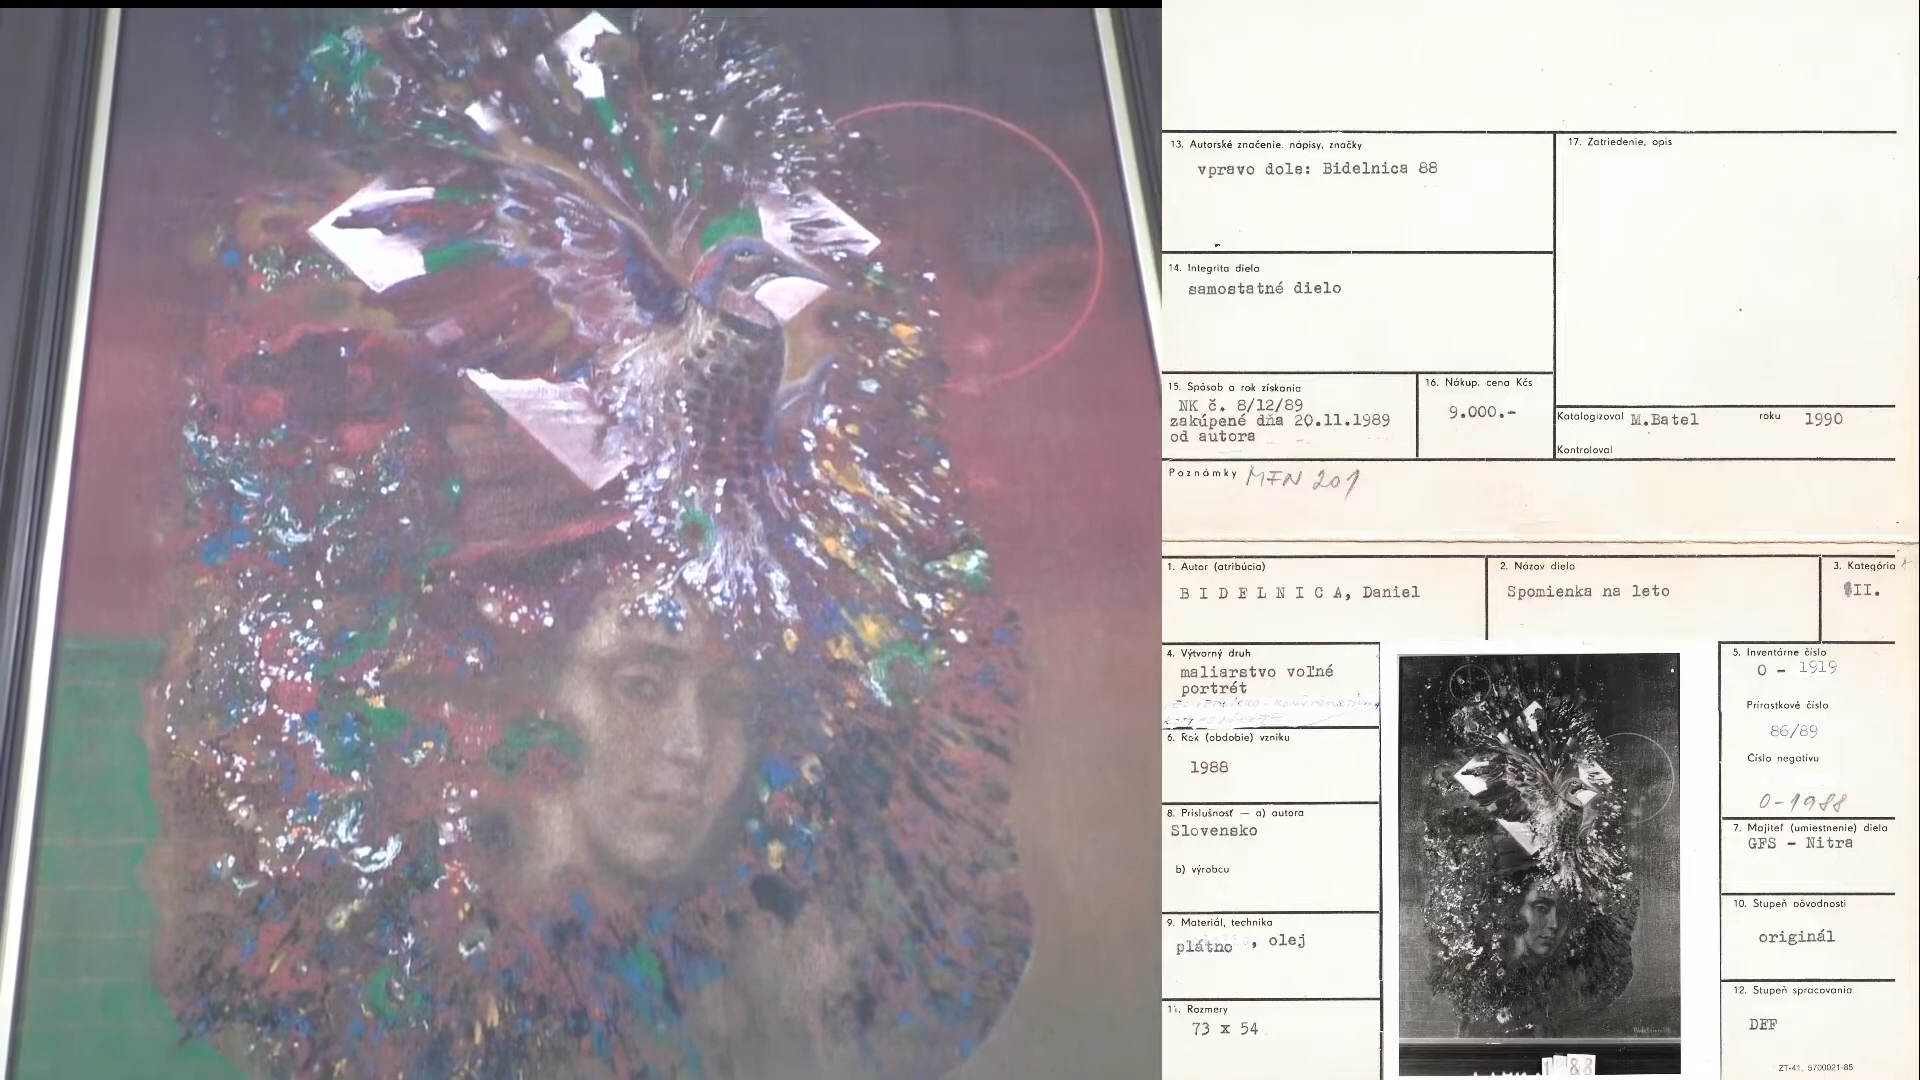 13. Autorské značenie, nápisy, značky
vpravo dole: Bidelnica 88
17. Zatriedenie, opis
14. Integrita diela
samostatné dielo
15. Spôsob a rok získania
NK č. 8/12/89
zakúpené dňa 20.11.1989
od autora
16. Nákup. cena Kčs
9.000.-
Katalogizoval M.Batel roku 1990
Kontroloval
Poznámky MFN 201
1. Autor (atribúcia)
B I D E L N I C A, Daniel
2. Názov diela
Spomienka na leto
3. Kategória
II.
4. Výtvarný druh
maliarstvo voľné
portrét
5. Inventárne číslo
O - 1919
Prírastkové číslo
86/89
Číslo negatívu
O-1988
6. Rok (obdobie) vzniku
1988
7. Majiteľ (umiestnenie) diela
GFS - Nitra
8. Príslušnosť — a) autora
Slovensko
b) výrobcu
9. Materiál, technika
plátno , olej
10. Stupeň pôvodnosti
originál
11. Rozmery
73 x 54
12. Stupeň spracovania
DEF
ZT-41, 5700021-85